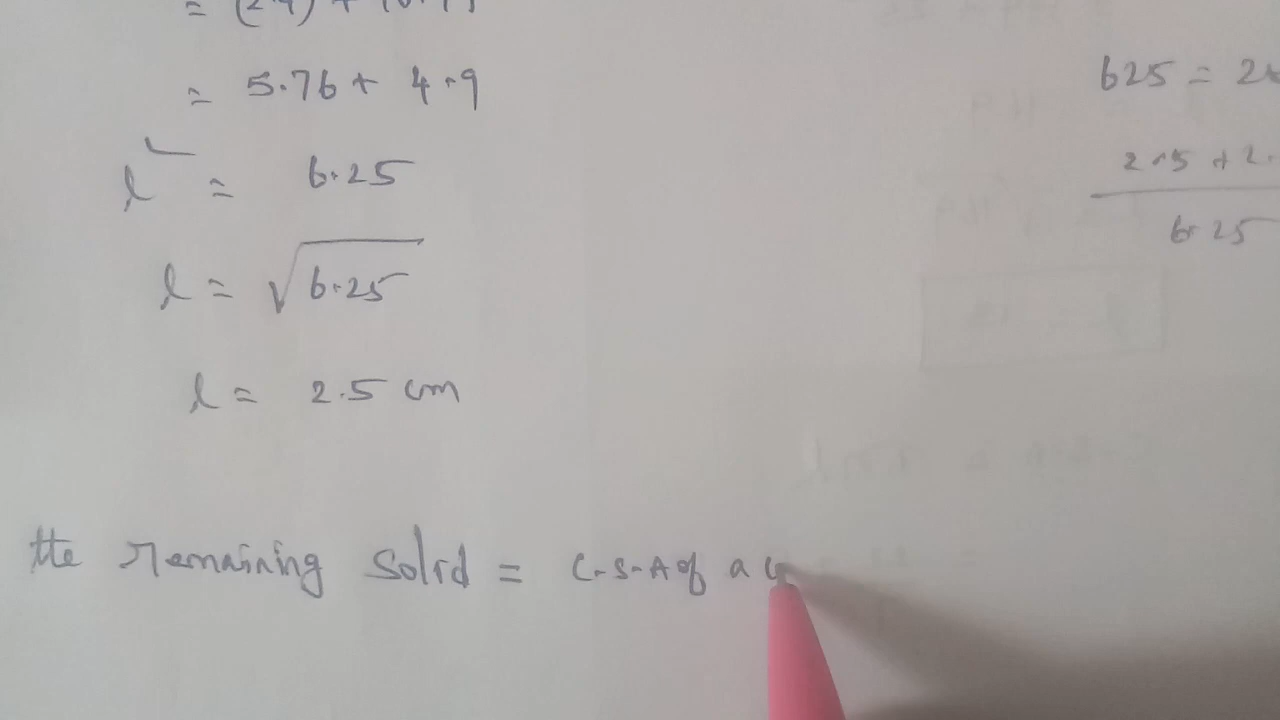 = 5.76 + 4.9
l² = 6.25
l = √6.25
l = 2.5 cm
the remaining solid = C.S.A of a
625 =
2.5 + 2.
6.25